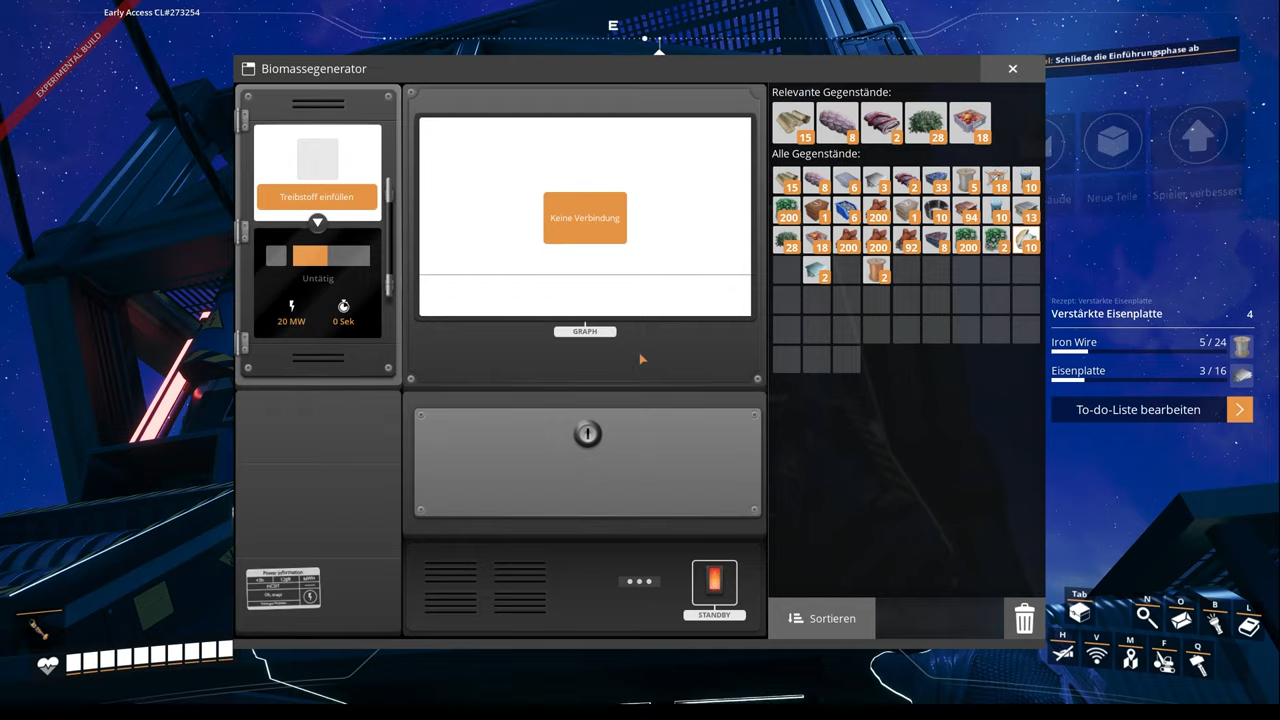 Early Access CL#273254
EXPERIMENTAL BUILD
E
Biomassegenerator
Schließe die Einführungsphase ab
Neue Teile
Spieler verbessert
Treibstoff einfüllen
Untätig
20 MW
0 Sek
Keine Verbindung
GRAPH
Power information
STANDBY
Relevante Gegenstände:
15 8 2 28 18
Alle Gegenstände:
15 8 6 3 2 33 5 18 10
200 1 6 200 1 10 94 10 13
28 18 200 200 92 8 200 2 10
2 2
Sortieren
Rezept: Verstärkte Eisenplatte
Verstärkte Eisenplatte 4
Iron Wire 5 / 24
Eisenplatte 3 / 16
To-do-Liste bearbeiten
Tab N O B L
H V M F Q